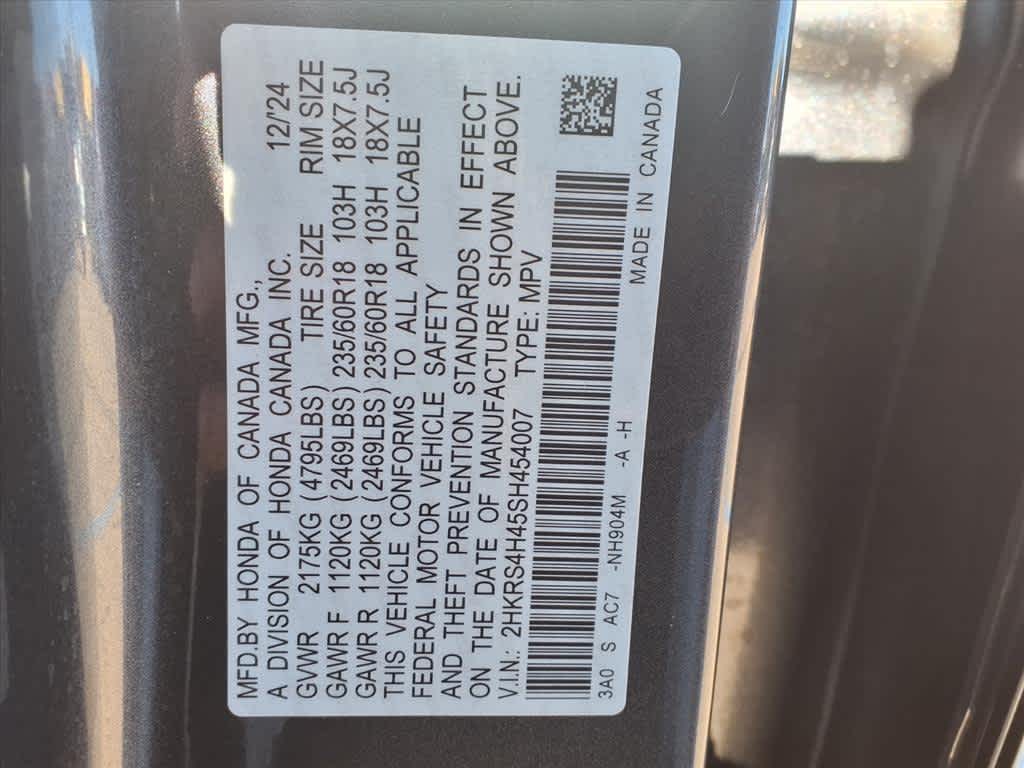 MFD.BY HONDA OF CANADA MFG.,
A DIVISION OF HONDA CANADA INC. 12/'24
GVWR 2175KG (4795LBS) TIRE SIZE RIM SIZE
GAWR F 1120KG (2469LBS) 235/60R18 103H 18X7.5J
GAWR R 1120KG (2469LBS) 235/60R18 103H 18X7.5J
THIS VEHICLE CONFORMS TO ALL APPLICABLE
FEDERAL MOTOR VEHICLE SAFETY
AND THEFT PREVENTION STANDARDS IN EFFECT
ON THE DATE OF MANUFACTURE SHOWN ABOVE.
V.I.N.: 2HKRS4H45SH454007 TYPE: MPV
3A0 S AC7 -NH904M -A -H MADE IN CANADA